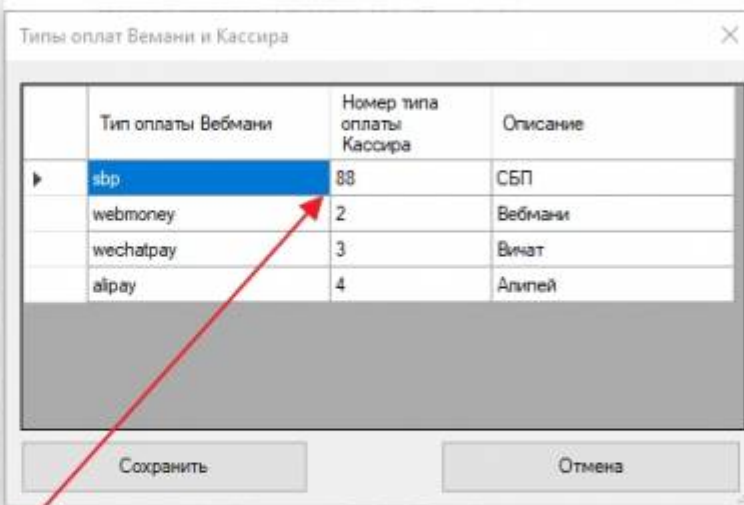 Типы оплат Вемани и Кассира
Тип оплаты Вебмани
Номер типа
оплаты
Кассира
Описание
sbp 88 СБП
webmoney 2 Вебмани
wechatpay 3 Вичат
alipay 4 Алипей
Сохранить Отмена